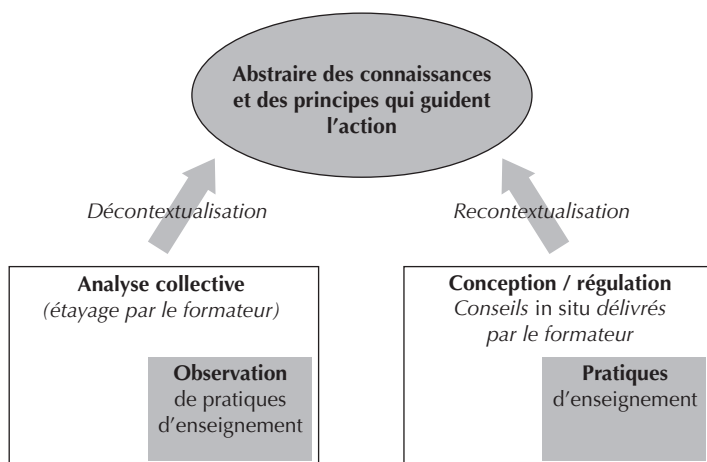 Abstraire des connaissances
et des principes qui guident
l'action
Décontextualisation
Recontextualisation
Analyse collective
(étayage par le formateur)
Observation
de pratiques
d'enseignement
Conception / régulation
Conseils in situ délivrés
par le formateur
Pratiques
d'enseignement